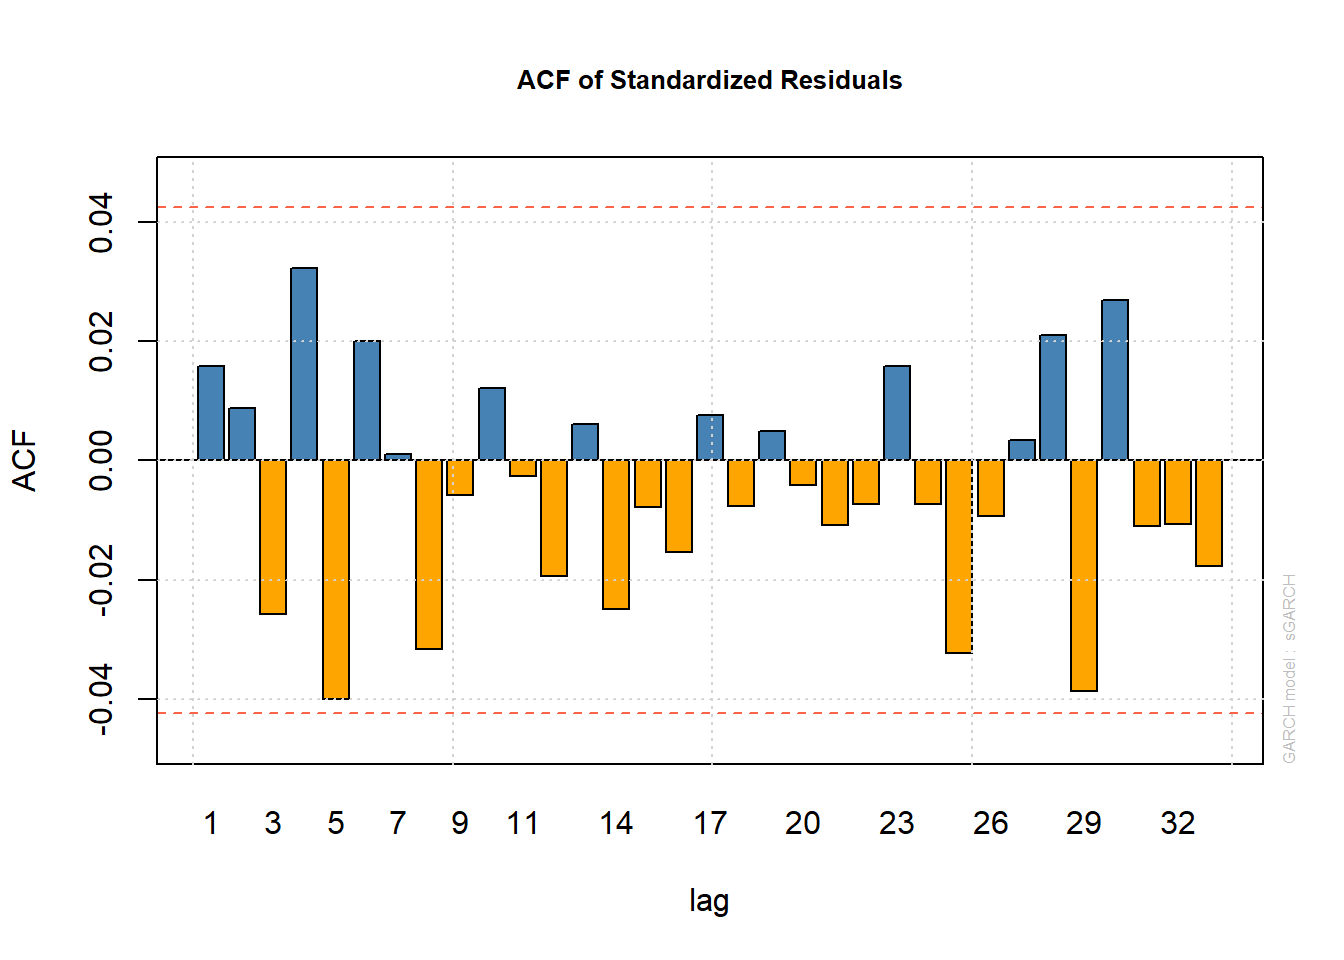 ACF of Standardized Residuals
ACF
0.04
0.02
0.00
-0.02
-0.04
1 3 5 7 9 11 14 17 20 23 26 29 32
lag
GARCH model : sGARCH